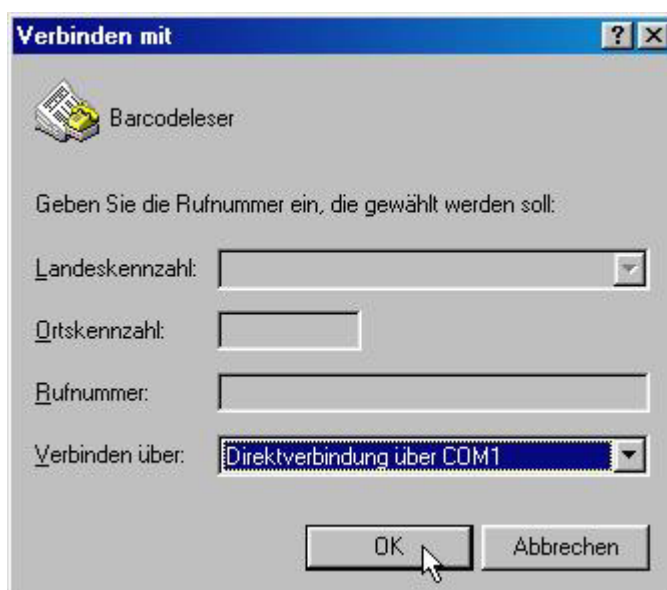 Verbinden mit
Barcodeleser
Geben Sie die Rufnummer ein, die gewählt werden soll:
Landeskennzahl:
Ortskennzahl:
Rufnummer:
Verbinden über: Direktverbindung über COM1
OK Abbrechen